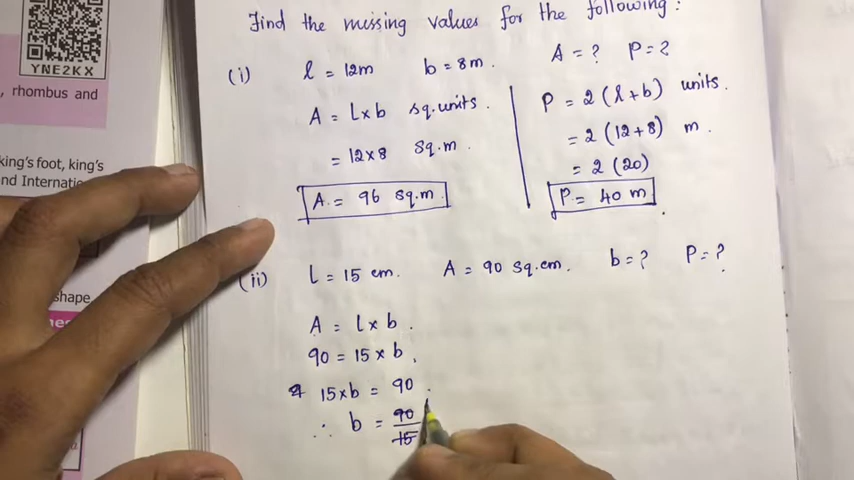 YNE2KX
, rhombus and
king's foot, king's
nd Internatio
shape
Find the missing values for the following:
(i) l = 12m b = 8m. A = ? P = ?
A = l x b sq.units.
= 12 x 8 sq.m
A = 96 sq.m
P = 2 (l + b) units.
= 2 (12+8) m.
= 2 (20)
P = 40 m
(ii) l = 15 cm. A = 90 sq.cm. b = ? P = ?
A = l x b.
90 = 15 x b.
15 x b = 90.
∴ b = 90/15